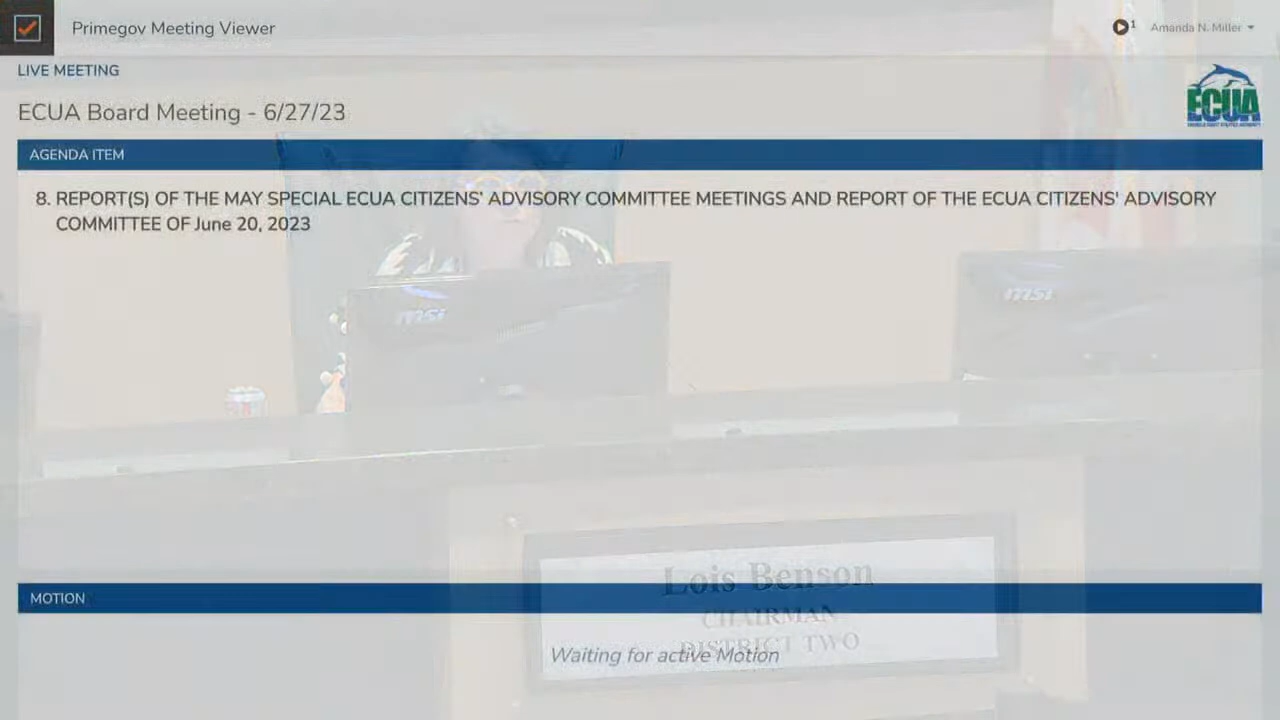 Primegov Meeting Viewer
1
Amanda N. Miller
LIVE MEETING
ECUA
ECUA Board Meeting - 6/27/23
AGENDA ITEM
8. REPORT(S) OF THE MAY SPECIAL ECUA CITIZENS' ADVISORY COMMITTEE MEETINGS AND REPORT OF THE ECUA CITIZENS' ADVISORY
COMMITTEE OF June 20, 2023
msi
msi
Lois Benson
MOTION
CHAIRMAN
DISTRICT TWO
Waiting for active Motion